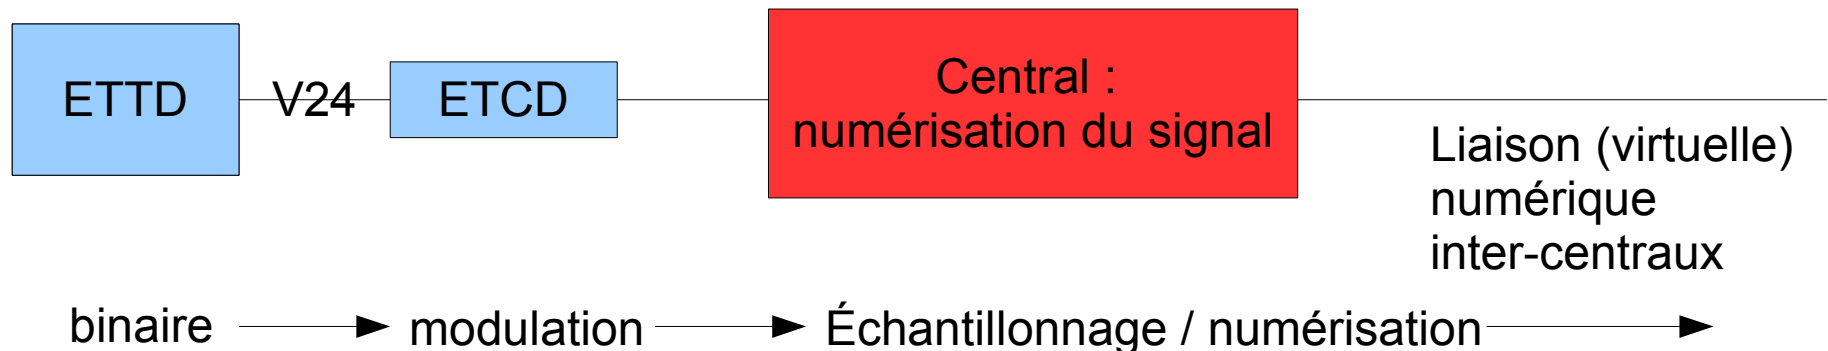 ETTD
V24
ETCD
Central :
numérisation du signal
Liaison (virtuelle)
numérique
inter-centraux
binaire
modulation
Échantillonnage / numérisation